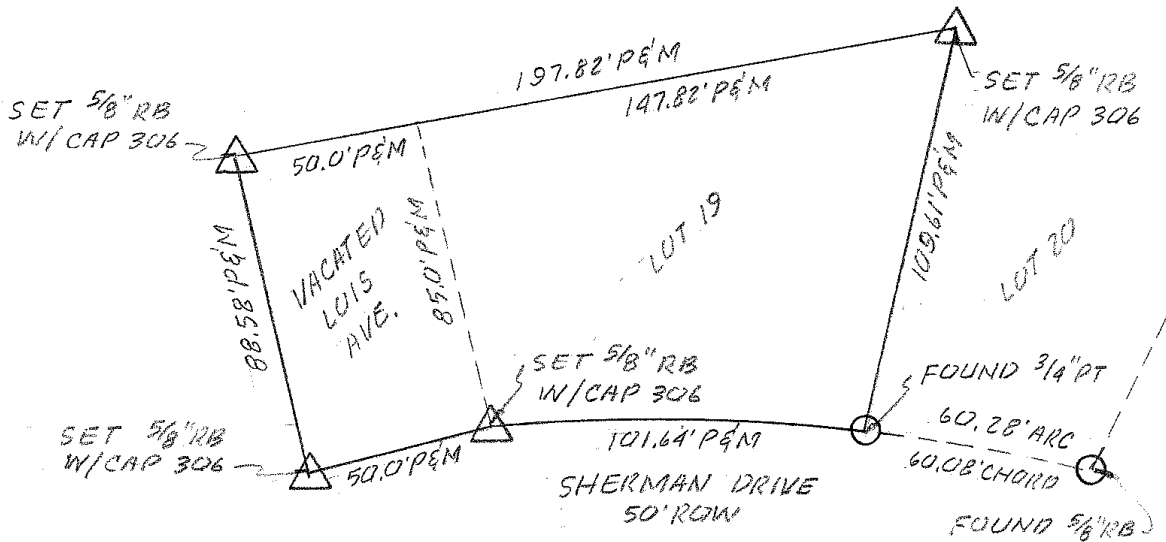 197.82' P&M
147.82' P&M
SET 5/8" RB
W/CAP 306
SET 5/8" RB
W/CAP 306
50.0' P&M
VACATED
LUIS
AVE.
85.0' P&M
LOT 19
109.61' P&M
LOT 20
88.58' P&M
SET 5/8" RB
W/CAP 306
FOUND 3/4" PT
SET 5/8" RB
W/CAP 306
50.0' P&M
101.64' P&M
60.28' ARC
60.08' CHORD
SHERMAN DRIVE
50' ROW
FOUND 5/8" RB